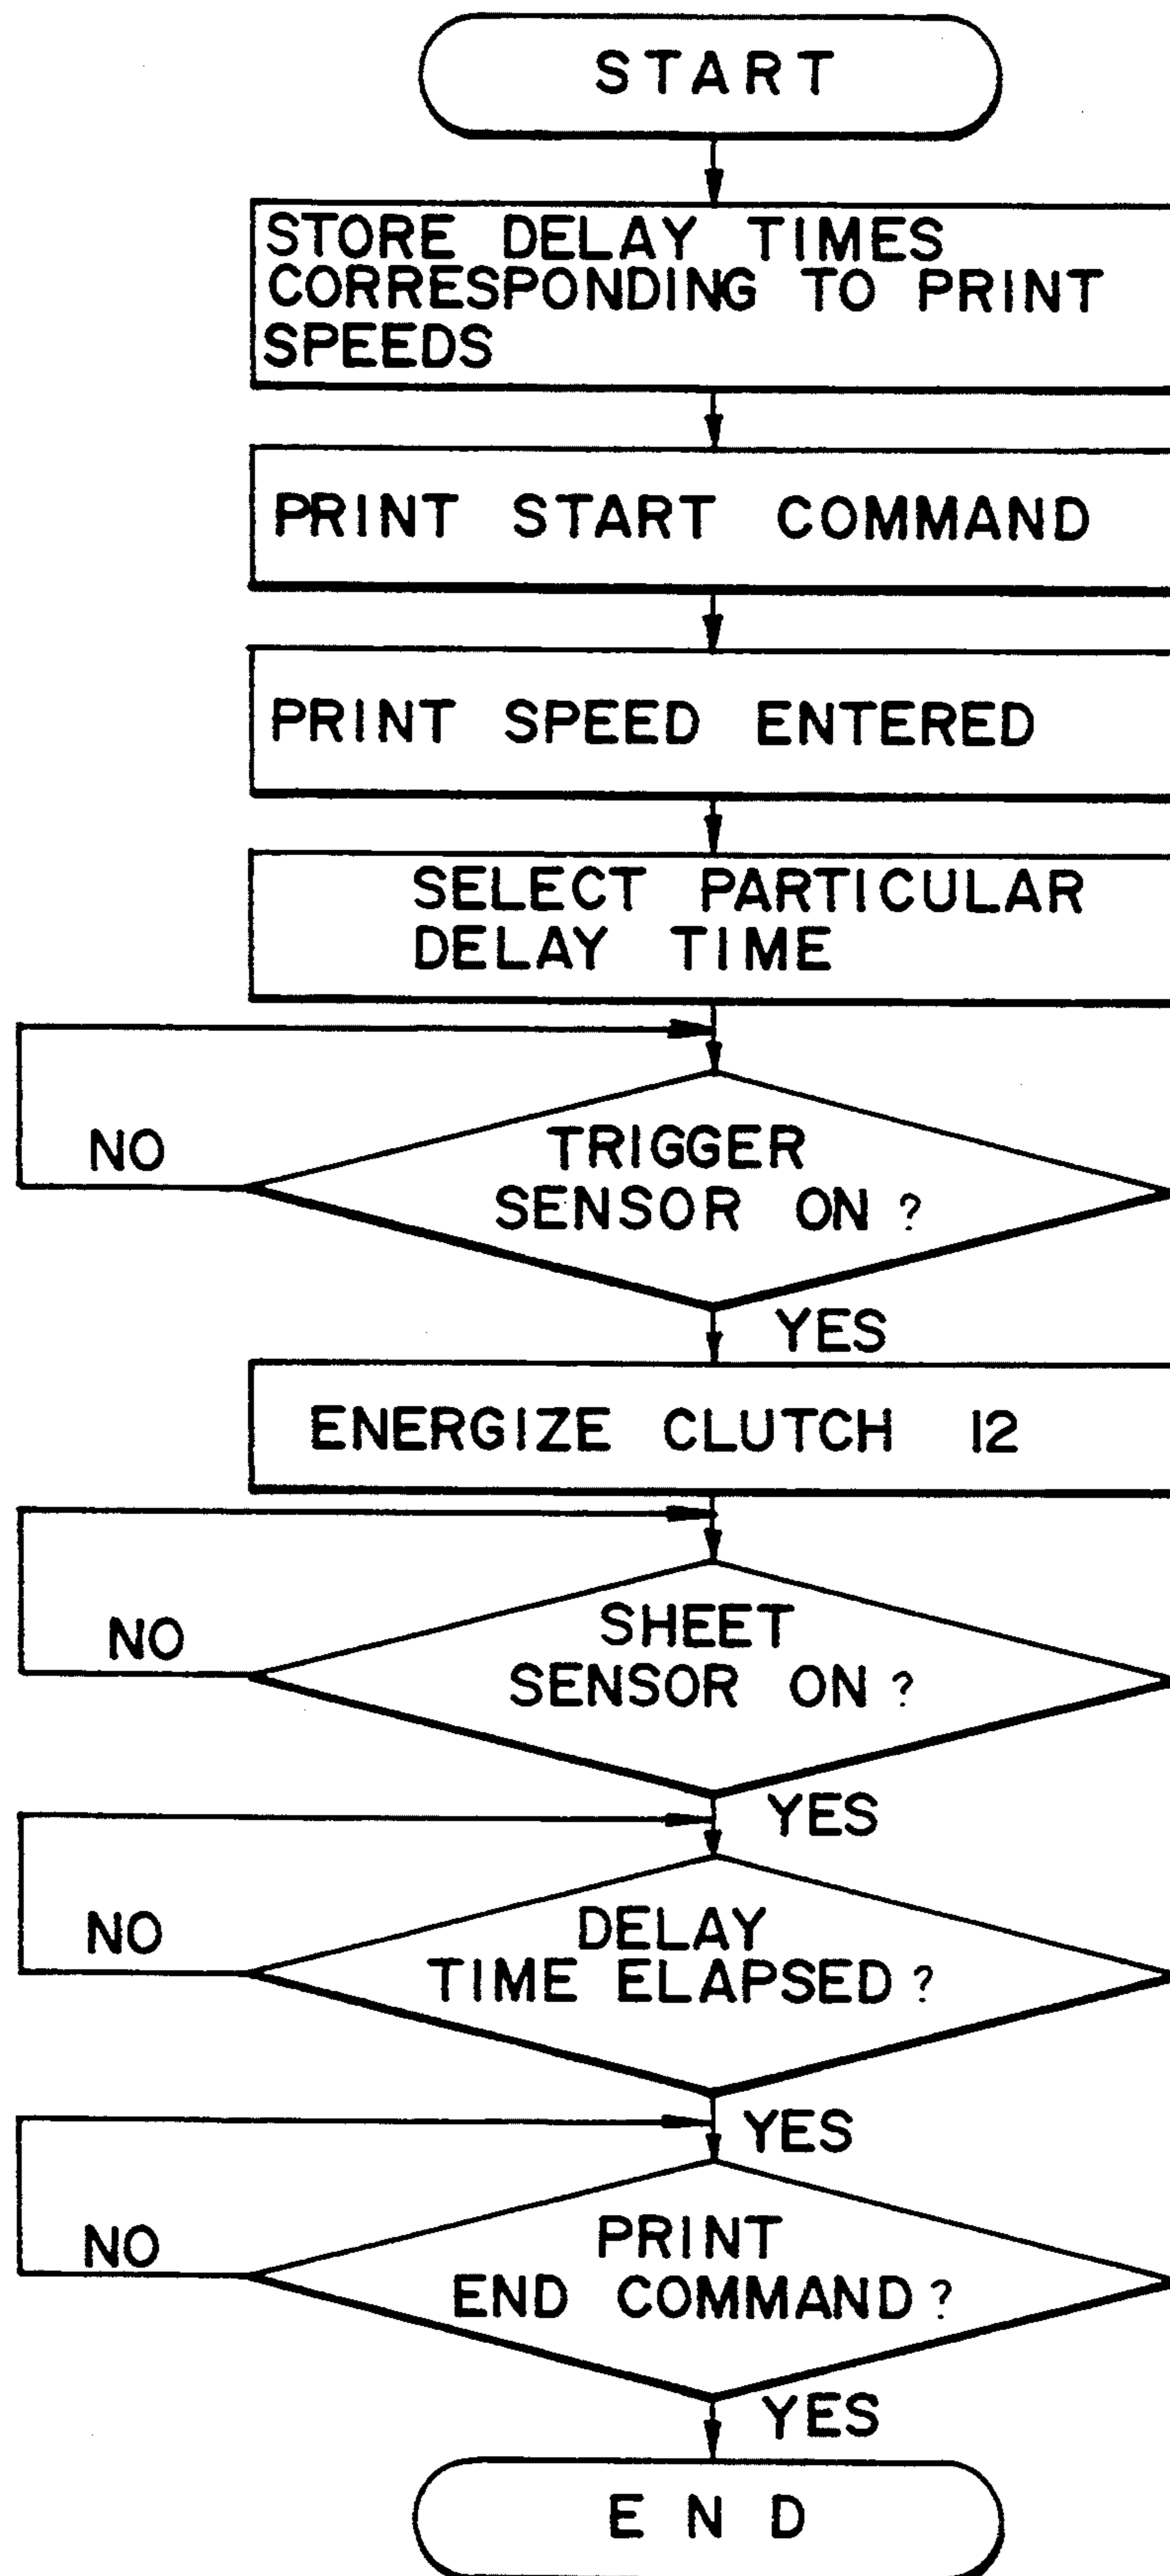 START
STORE DELAY TIMES
CORRESPONDING TO PRINT
SPEEDS
PRINT START COMMAND
PRINT SPEED ENTERED
SELECT PARTICULAR
DELAY TIME
NO
TRIGGER
SENSOR ON ?
YES
ENERGIZE CLUTCH 12
NO
SHEET
SENSOR ON ?
YES
NO
DELAY
TIME ELAPSED ?
YES
NO
PRINT
END COMMAND ?
YES
END